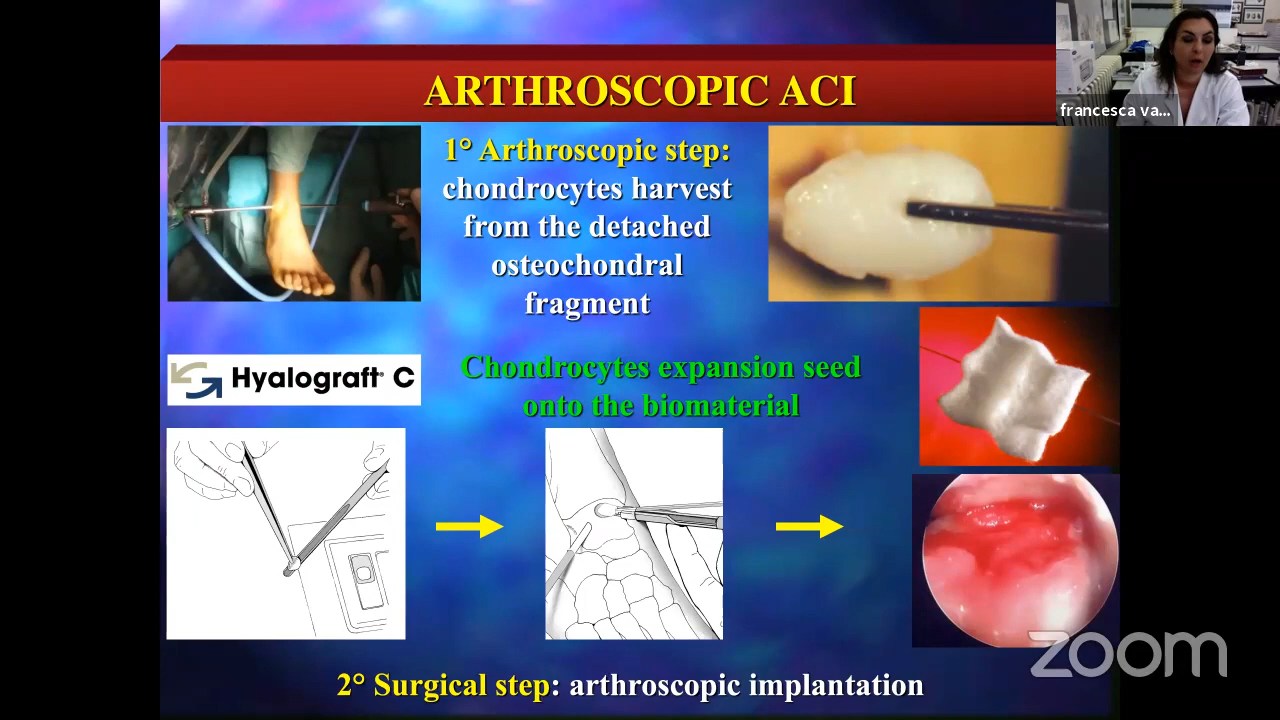 ARTHROSCOPIC ACI
francesca va...
1° Arthroscopic step:
chondrocytes harvest
from the detached
osteochondral
fragment
Hyalograft® C
Chondrocytes expansion seed
onto the biomaterial
zoom
2° Surgical step: arthroscopic implantation